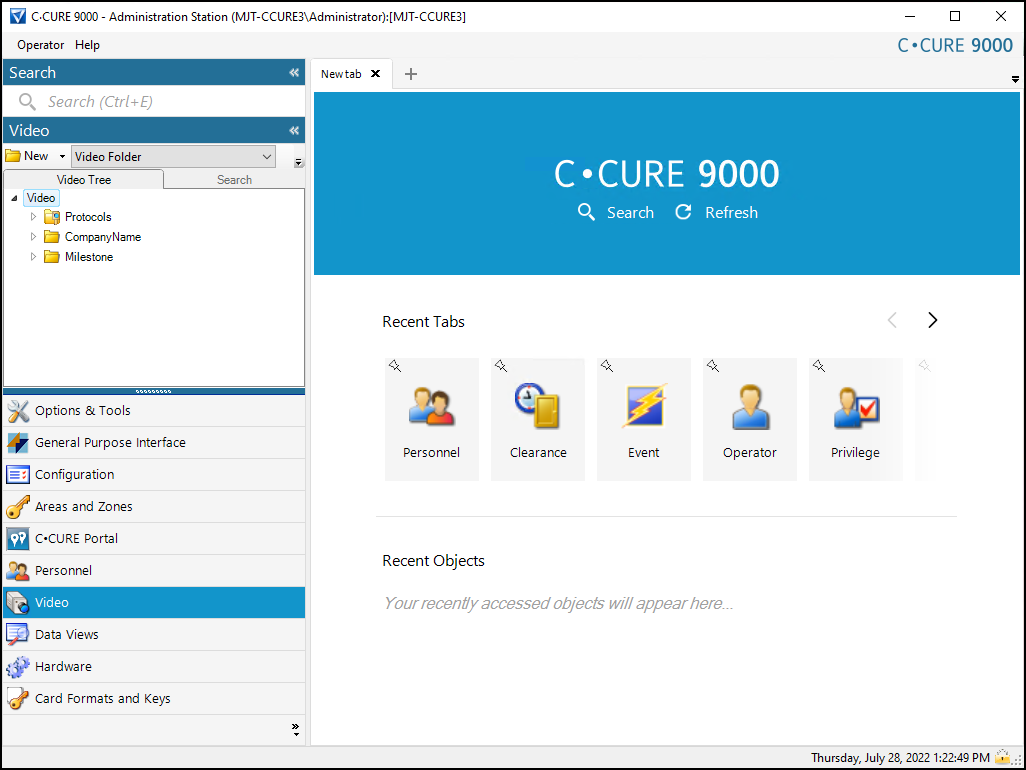 C•CURE 9000 - Administration Station (MJT-CCURE3\Administrator):[MJT-CCURE3]
Operator Help
C•CURE 9000
Search
Search (Ctrl+E)
Video
New Video Folder
Video Tree Search
Video
Protocols
CompanyName
Milestone
Options & Tools
General Purpose Interface
Configuration
Areas and Zones
C•CURE Portal
Personnel
Video
Data Views
Hardware
Card Formats and Keys
New tab
C•CURE 9000
Search Refresh
Recent Tabs
Personnel Clearance Event Operator Privilege
Recent Objects
Your recently accessed objects will appear here...
Thursday, July 28, 2022 1:22:49 PM